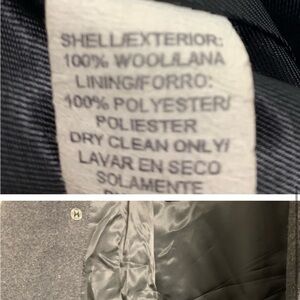 SHELL/EXTERIOR:
100% WOOL/LANA
LINING/FORRO:
100% POLYESTER/
POLIESTER
DRY CLEAN ONLY/
LAVAR EN SECO
SOLAMENTE